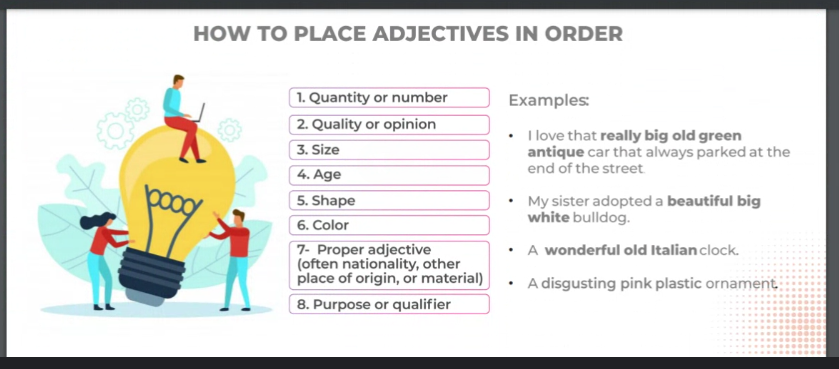 HOW TO PLACE ADJECTIVES IN ORDER
1. Quantity or number
2. Quality or opinion
3. Size
4. Age
5. Shape
6. Color
7- Proper adjective
(often nationality, other
place of origin, or material)
8. Purpose or qualifier
Examples:
• I love that really big old green
antique car that always parked at the
end of the street
• My sister adopted a beautiful big
white bulldog.
• A wonderful old Italian clock.
• A disgusting pink plastic ornament.